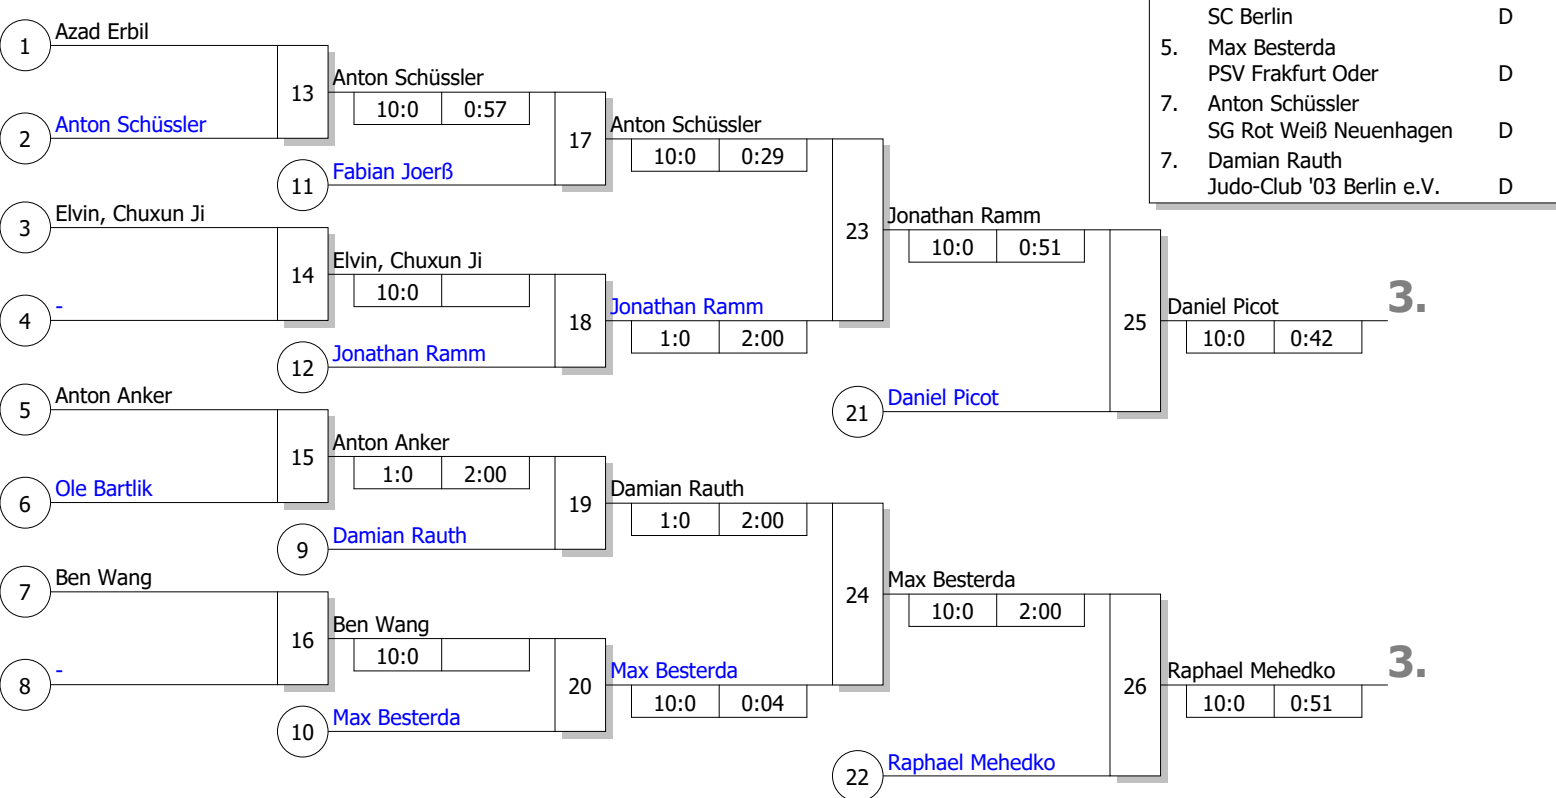 SC Berlin D
5. Max Besterda
PSV Frakfurt Oder D
7. Anton Schüssler
SG Rot Weiß Neuenhagen D
7. Damian Rauth
Judo-Club '03 Berlin e.V. D
1 Azad Erbil
13
Anton Schüssler
10:0 0:57
2 Anton Schüssler
17
Anton Schüssler
10:0 0:29
11 Fabian Joerß
3 Elvin, Chuxun Ji
23
Jonathan Ramm
10:0 0:51
14
Elvin, Chuxun Ji
10:0
4 -
18
Jonathan Ramm
1:0 2:00
12 Jonathan Ramm
25
Daniel Picot
10:0 0:42
3.
5 Anton Anker
21 Daniel Picot
15
Anton Anker
1:0 2:00
6 Ole Bartlik
19
Damian Rauth
1:0 2:00
9 Damian Rauth
7 Ben Wang
24
Max Besterda
10:0 2:00
16
Ben Wang
10:0
8 -
20
Max Besterda
10:0 0:04
10 Max Besterda
26
Raphael Mehedko
10:0 0:51
3.
22 Raphael Mehedko